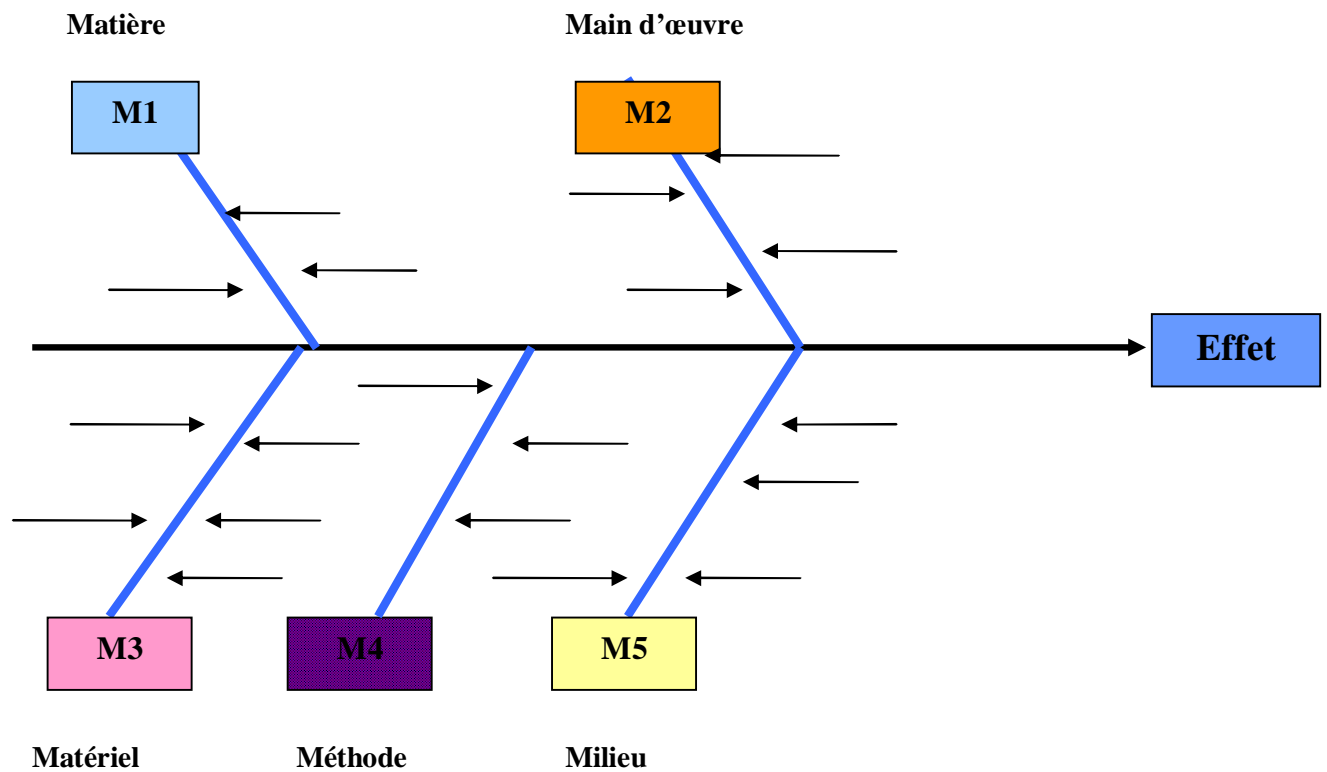 Matière
Main d’œuvre
M1
M2
Effet
M3
M4
M5
Matériel
Méthode
Milieu